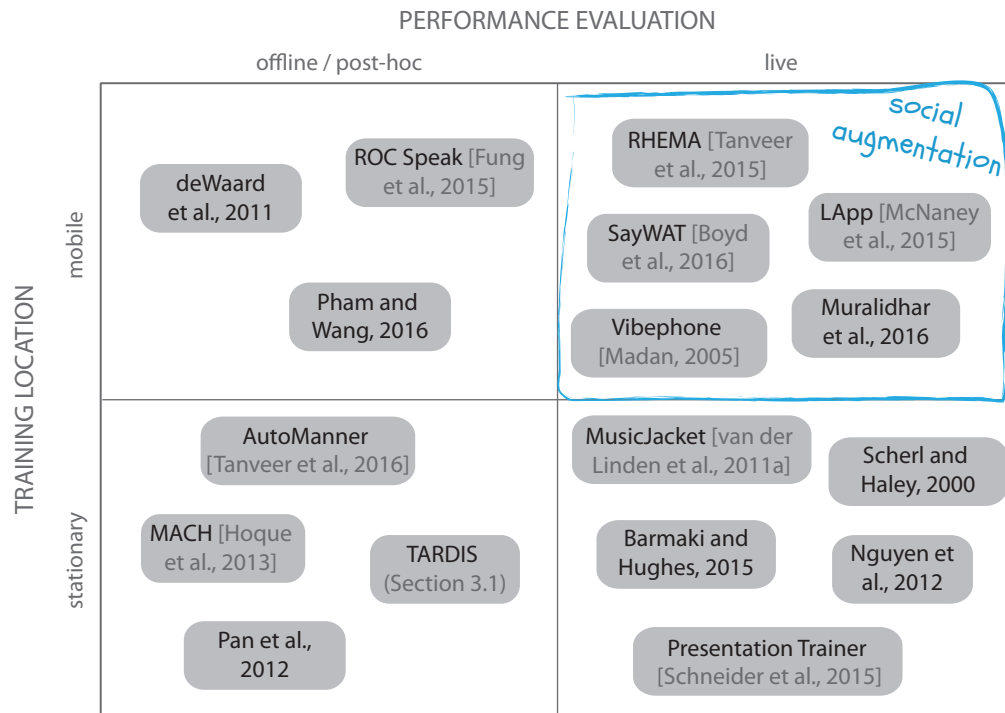 PERFORMANCE EVALUATION
offline / post-hoc
live
TRAINING LOCATION
mobile
stationary
deWaard
et al., 2011
ROC Speak [Fung
et al., 2015]
Pham and
Wang, 2016
social
augmentation
RHEMA [Tanveer
et al., 2015]
LApp [McNaney
et al., 2015]
SayWAT [Boyd
et al., 2016]
Vibephone
[Madan, 2005]
Muralidhar
et al., 2016
AutoManner
[Tanveer et al., 2016]
MACH [Hoque
et al., 2013]
TARDIS
(Section 3.1)
Pan et al.,
2012
MusicJacket [van der
Linden et al., 2011a]
Scherl and
Haley, 2000
Barmaki and
Hughes, 2015
Nguyen et
al., 2012
Presentation Trainer
[Schneider et al., 2015]